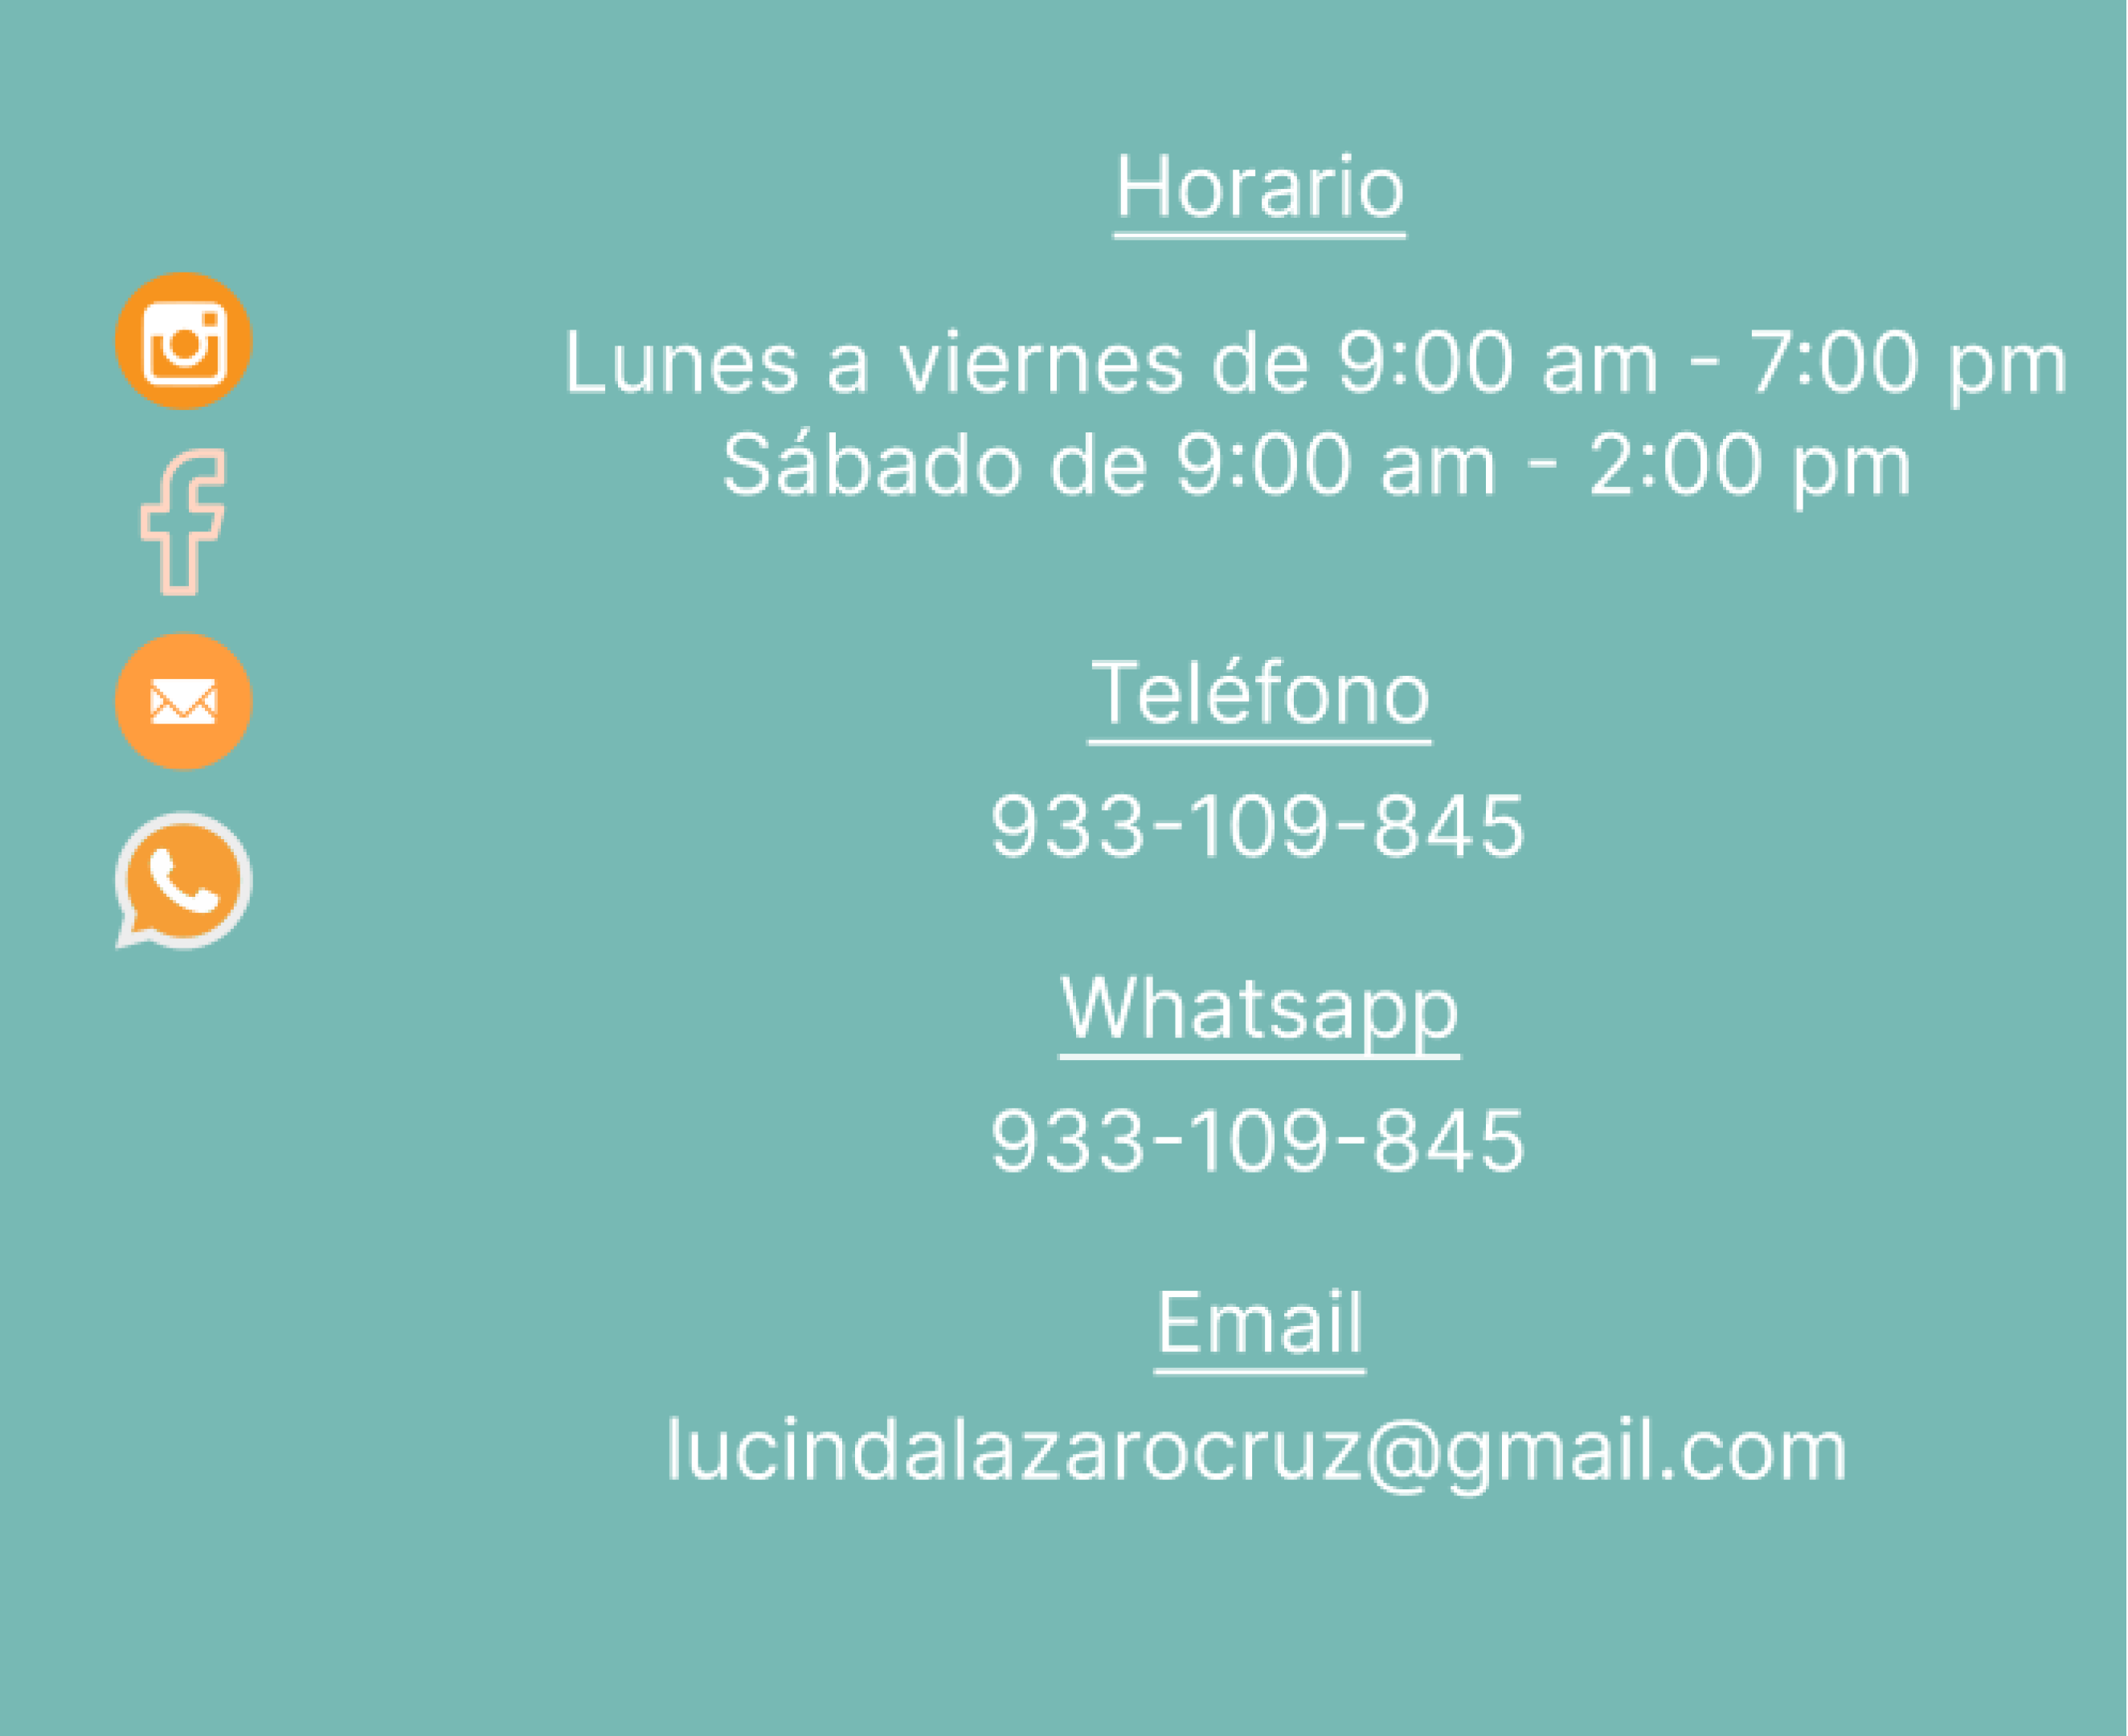 Horario
Lunes a viernes de 9:00 am - 7:00 pm
Sábado de 9:00 am - 2:00 pm
Teléfono
933-109-845
Whatsapp
933-109-845
Email
lucindalazarocruz@gmail.com